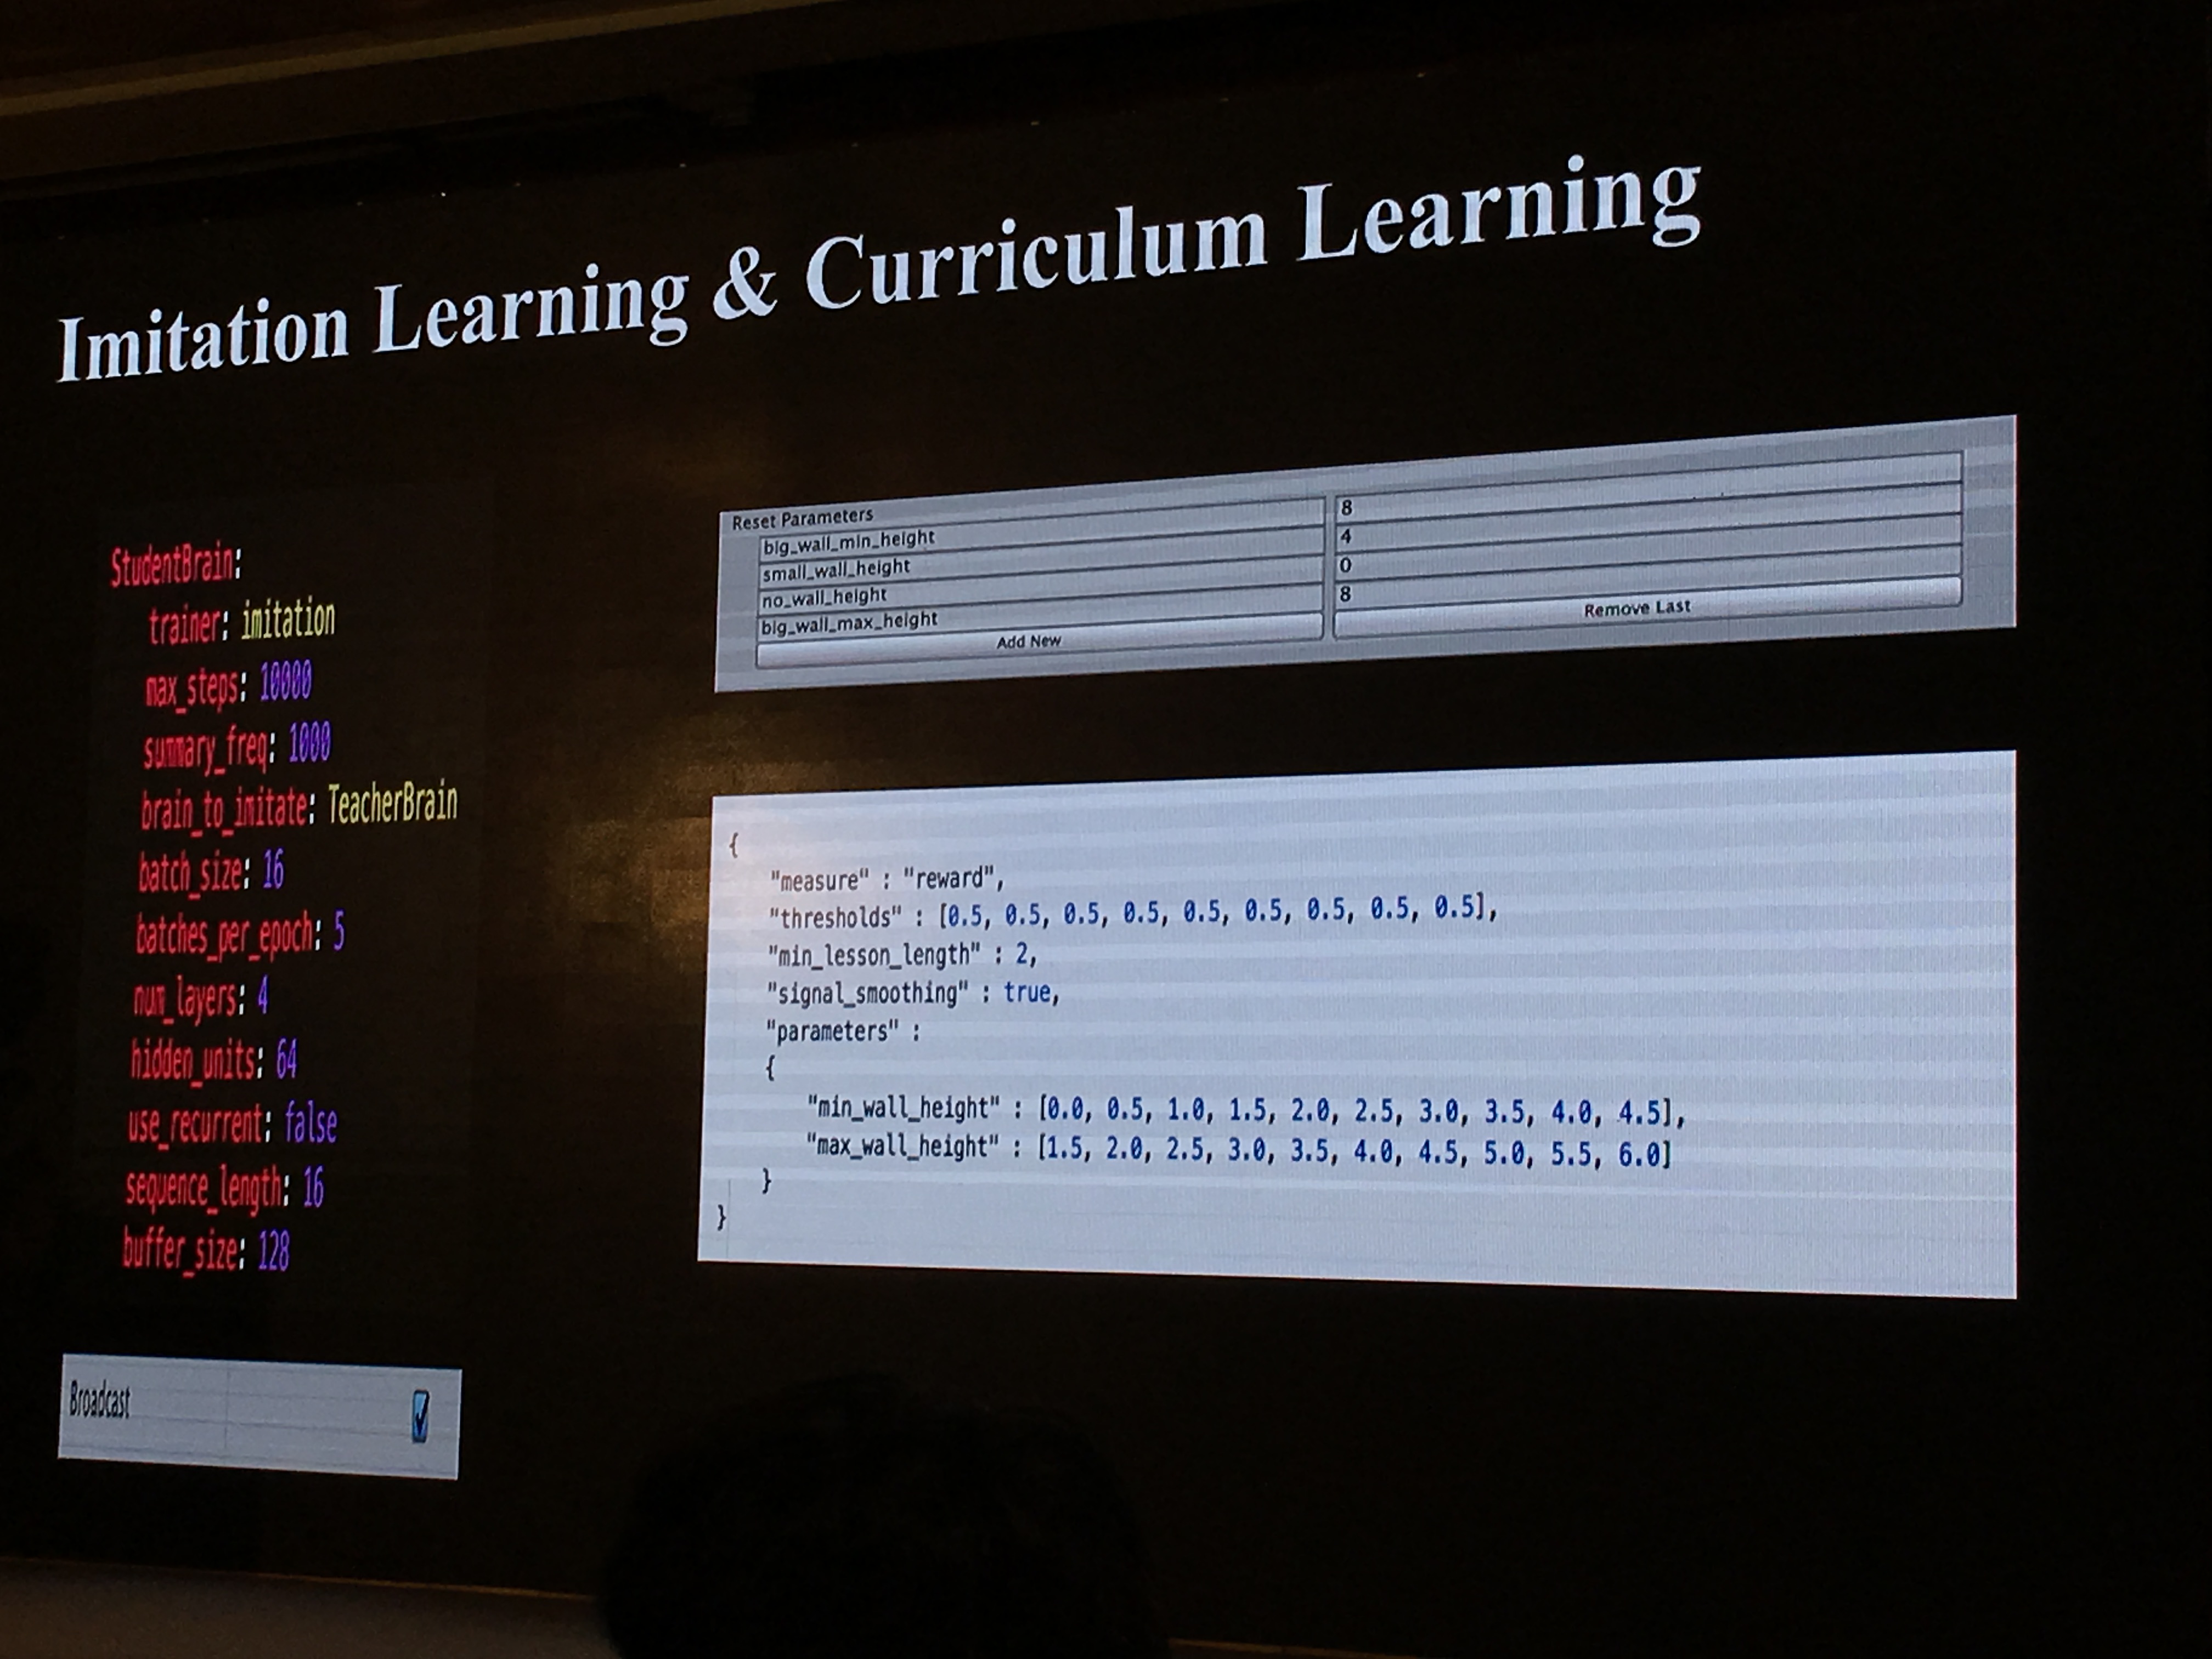 Imitation Learning & Curriculum Learning
StudentBrain:
trainer: imitation
max_steps: 10000
summary_freq: 1000
brain_to_imitate: TeacherBrain
batch_size: 16
batches_per_epoch: 5
num_layers: 4
hidden_units: 64
use_recurrent: false
sequence_length: 16
buffer_size: 128
Broadcast
Reset Parameters
big_wall_min_height 8
small_wall_height 4
no_wall_height 0
big_wall_max_height 8
Add New Remove Last
{
"measure" : "reward",
"thresholds" : [0.5, 0.5, 0.5, 0.5, 0.5, 0.5, 0.5, 0.5, 0.5],
"min_lesson_length" : 2,
"signal_smoothing" : true,
"parameters" :
{
"min_wall_height" : [0.0, 0.5, 1.0, 1.5, 2.0, 2.5, 3.0, 3.5, 4.0, 4.5],
"max_wall_height" : [1.5, 2.0, 2.5, 3.0, 3.5, 4.0, 4.5, 5.0, 5.5, 6.0]
}
}